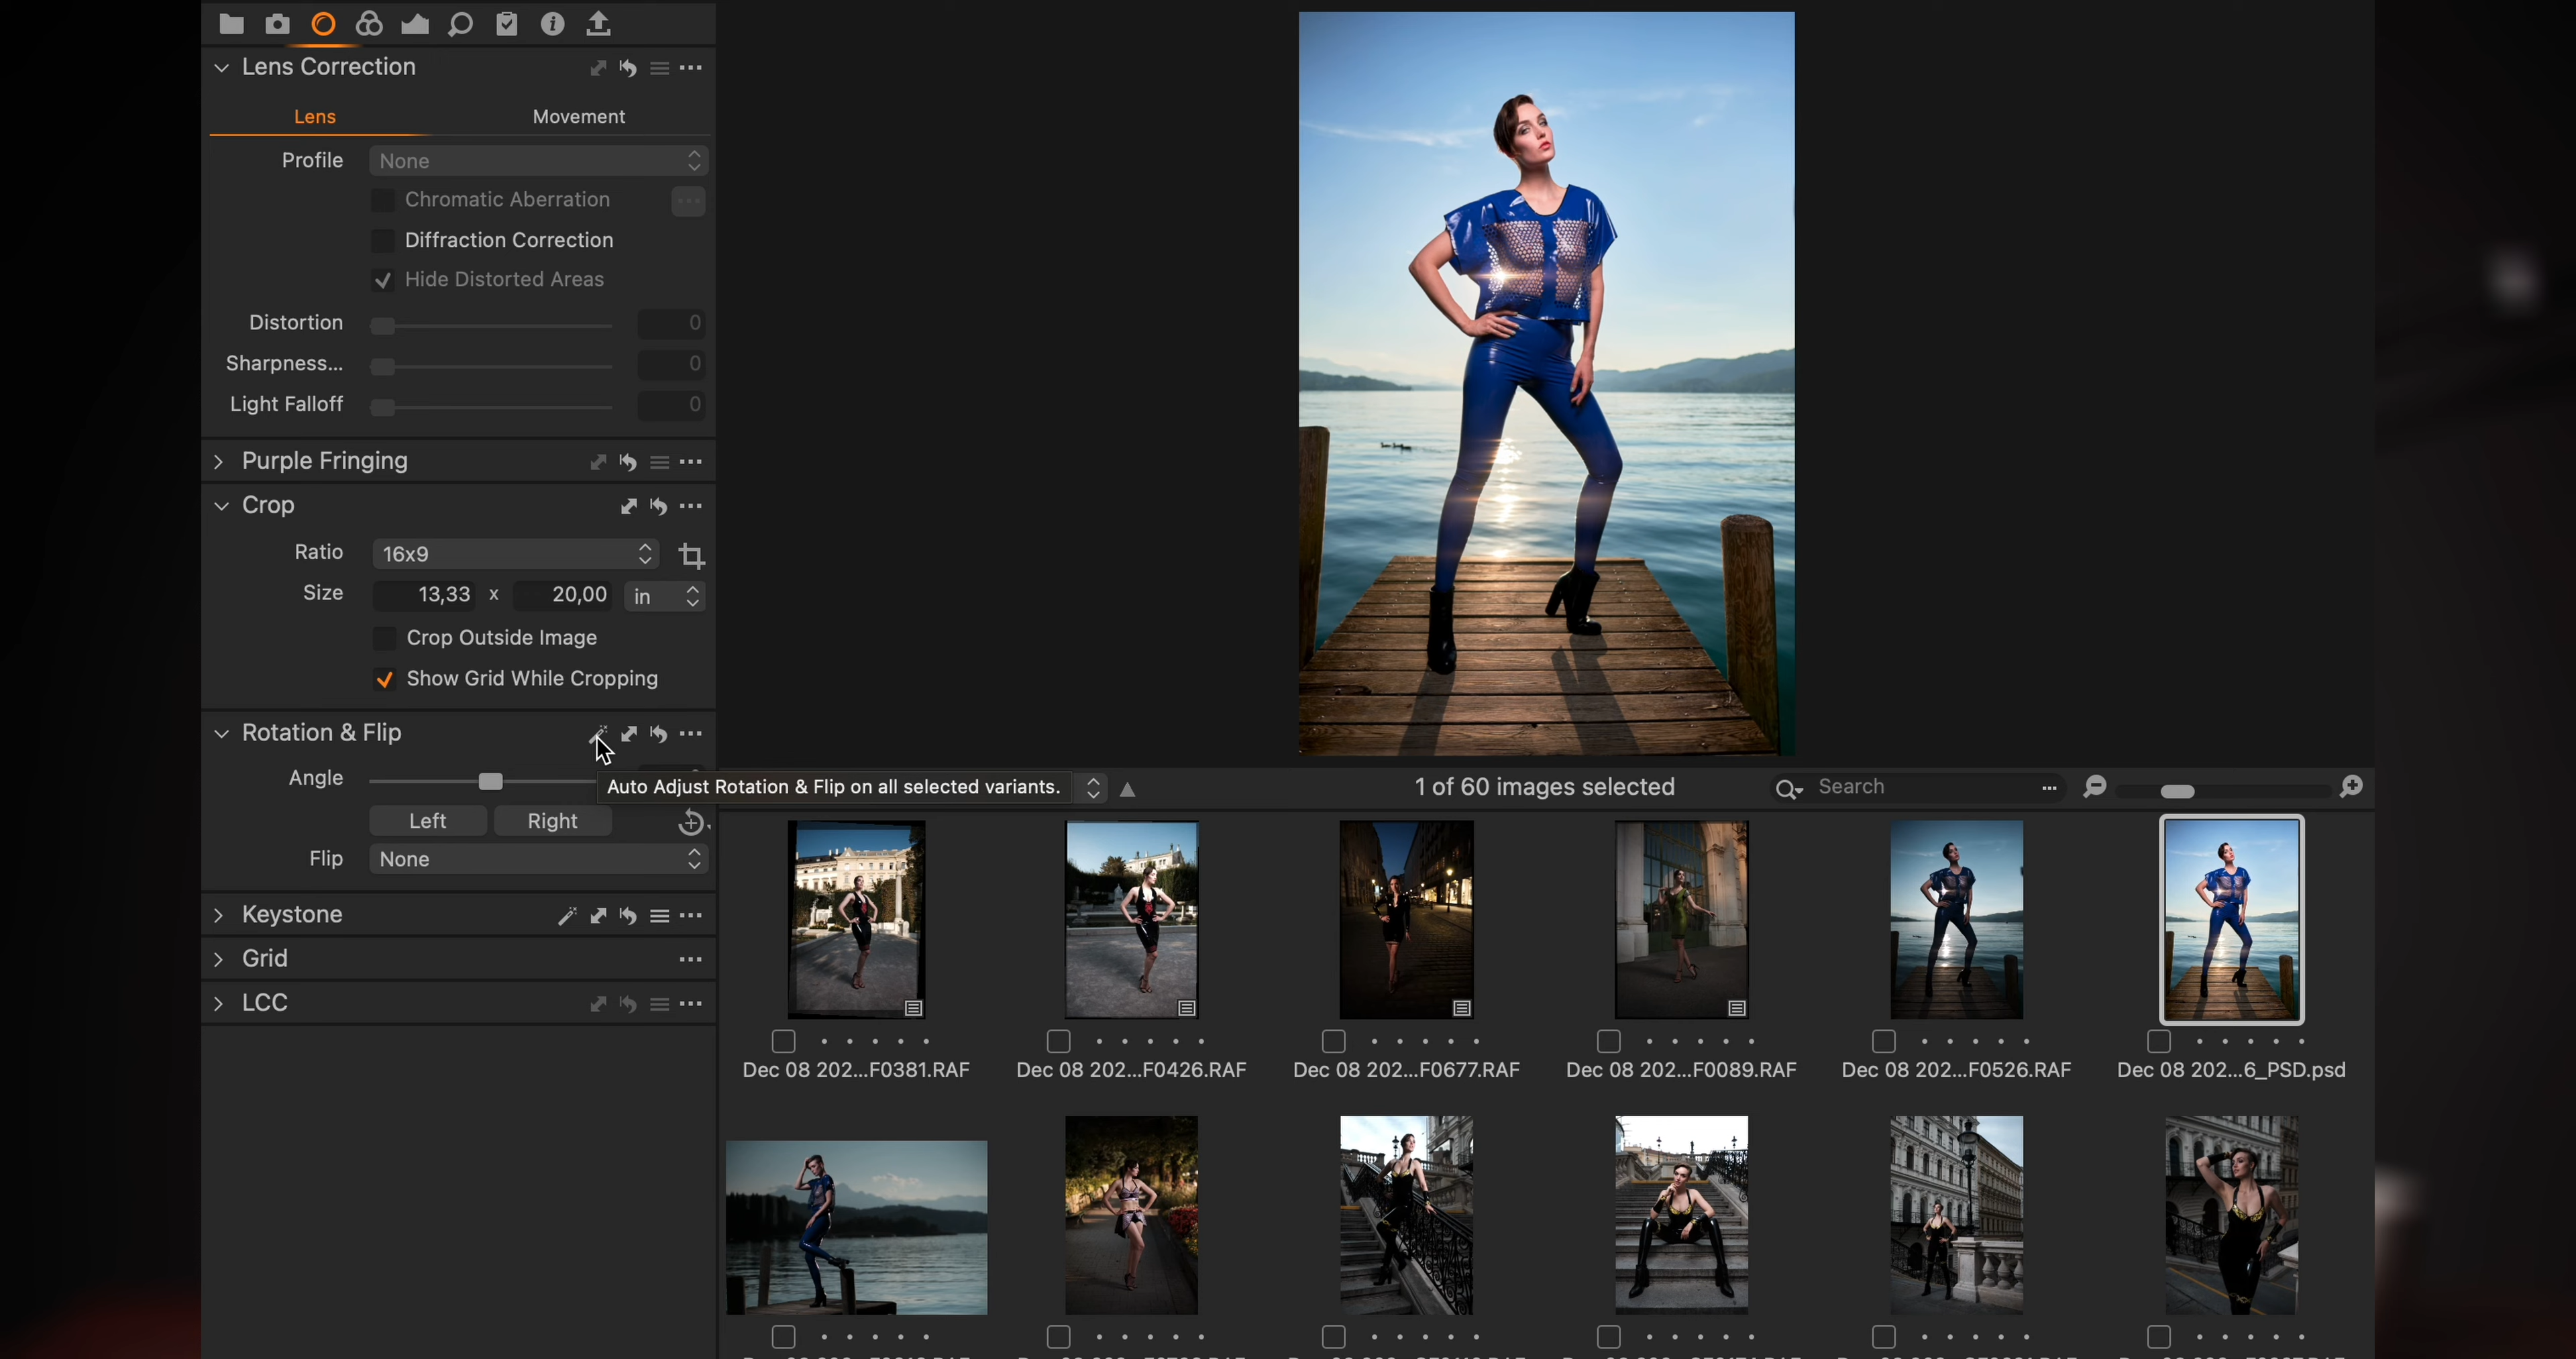 Lens Correction
Lens
Movement
Profile
None
Chromatic Aberration
Diffraction Correction
Hide Distorted Areas
Distortion
0
Sharpness...
0
Light Falloff
0
Purple Fringing
Crop
Ratio
16x9
Size
13,33 x 20,00 in
Crop Outside Image
Show Grid While Cropping
Rotation & Flip
Angle
Auto Adjust Rotation & Flip on all selected variants.
Left
Right
Flip
None
Keystone
Grid
LCC
1 of 60 images selected
Search
Dec 08 202...F0381.RAF
Dec 08 202...F0426.RAF
Dec 08 202...F0677.RAF
Dec 08 202...F0089.RAF
Dec 08 202...F0526.RAF
Dec 08 202...6_PSD.psd